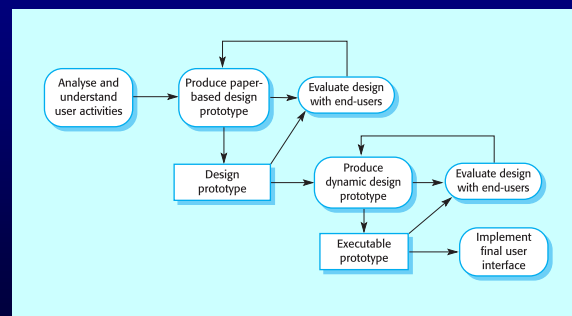 Analyse and
understand
user activities
Produce paper-
based design
prototype
Evaluate design
with end-users
Design
prototype
Produce
dynamic design
prototype
Evaluate design
with end-users
Executable
prototype
Implement
final user
interface